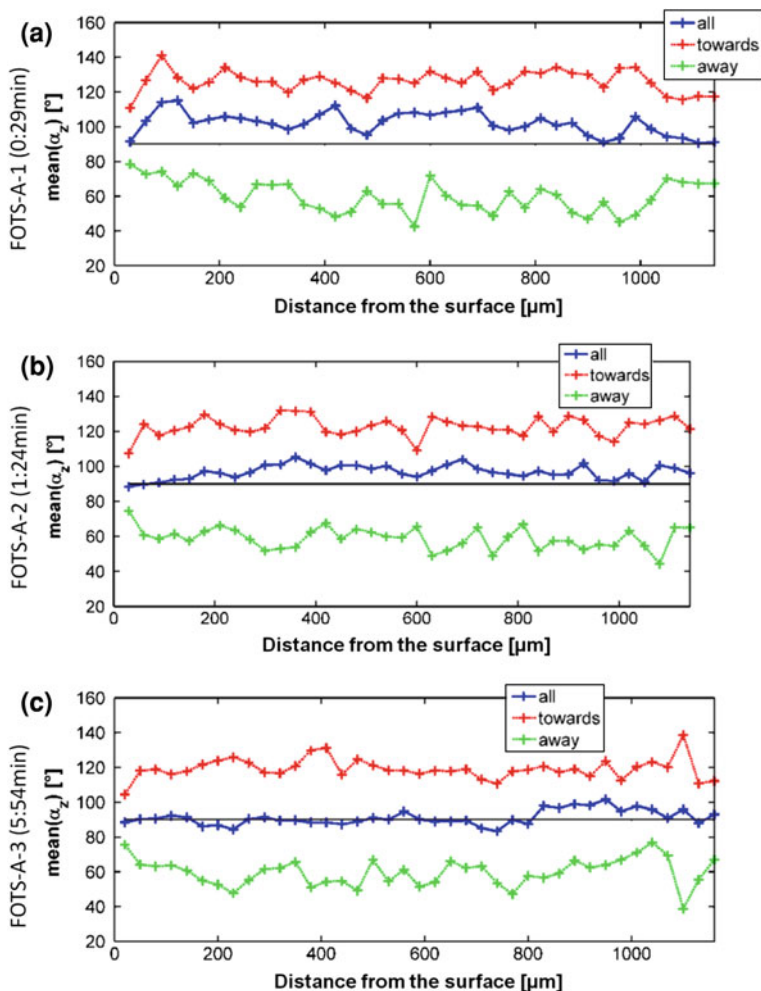 (a)
FOTS-A-1 (0:29min)
mean(αz) [°]
160
140
120
100
80
60
40
20
0
200
400
600
800
1000
Distance from the surface [µm]
all
towards
away
(b)
FOTS-A-2 (1:24min)
mean(αz) [°]
160
140
120
100
80
60
40
20
0
200
400
600
800
1000
Distance from the surface [µm]
all
towards
away
(c)
FOTS-A-3 (5:54min)
mean(αz) [°]
160
140
120
100
80
60
40
20
0
200
400
600
800
1000
Distance from the surface [µm]
all
towards
away